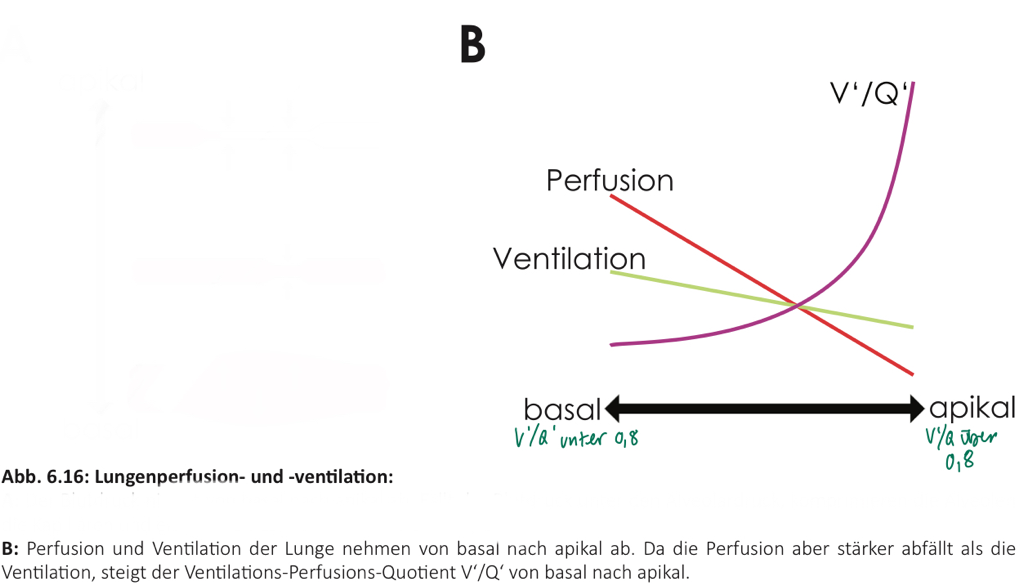 B
V‘/Q‘
Perfusion
Ventilation
basal
apikal
V'/Q' unter 0,8
V'/Q über
0,8
Abb. 6.16: Lungenperfusion- und -ventilation:
B: Perfusion und Ventilation der Lunge nehmen von basal nach apikal ab. Da die Perfusion aber stärker abfällt als die
Ventilation, steigt der Ventilations-Perfusions-Quotient V‘/Q‘ von basal nach apikal.